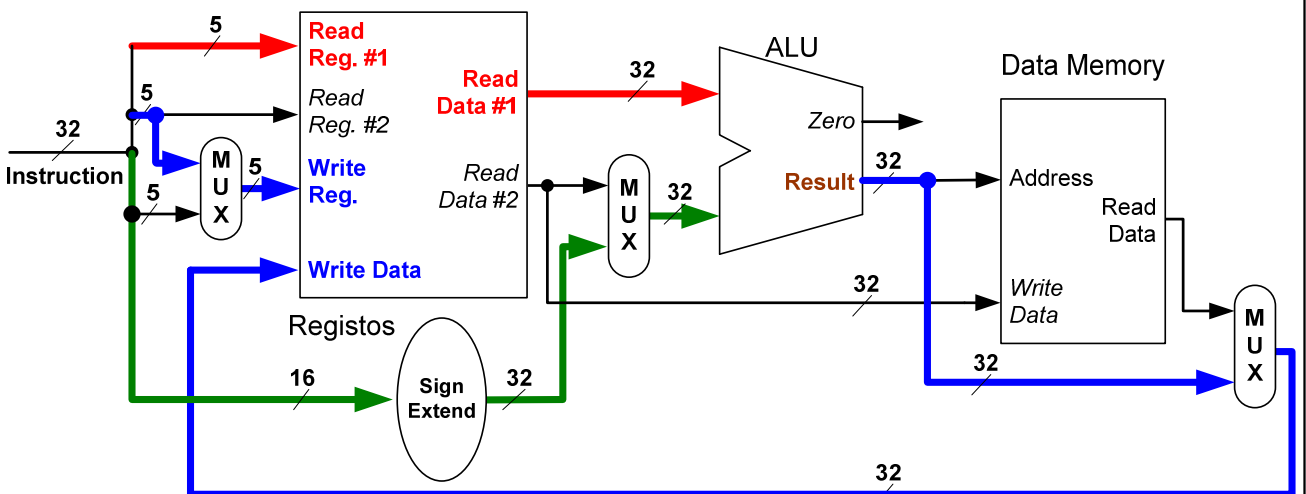 5
Read
Reg. #1
5
Read
Reg. #2
32
Instruction
M
U
X
5
5
Write
Reg.
Write Data
Read
Data #1
Read
Data #2
Registos
16
Sign
Extend
32
32
M
U
X
32
ALU
Zero
Result
32
32
Data Memory
Address
Read
Data
Write
Data
32
M
U
X
32